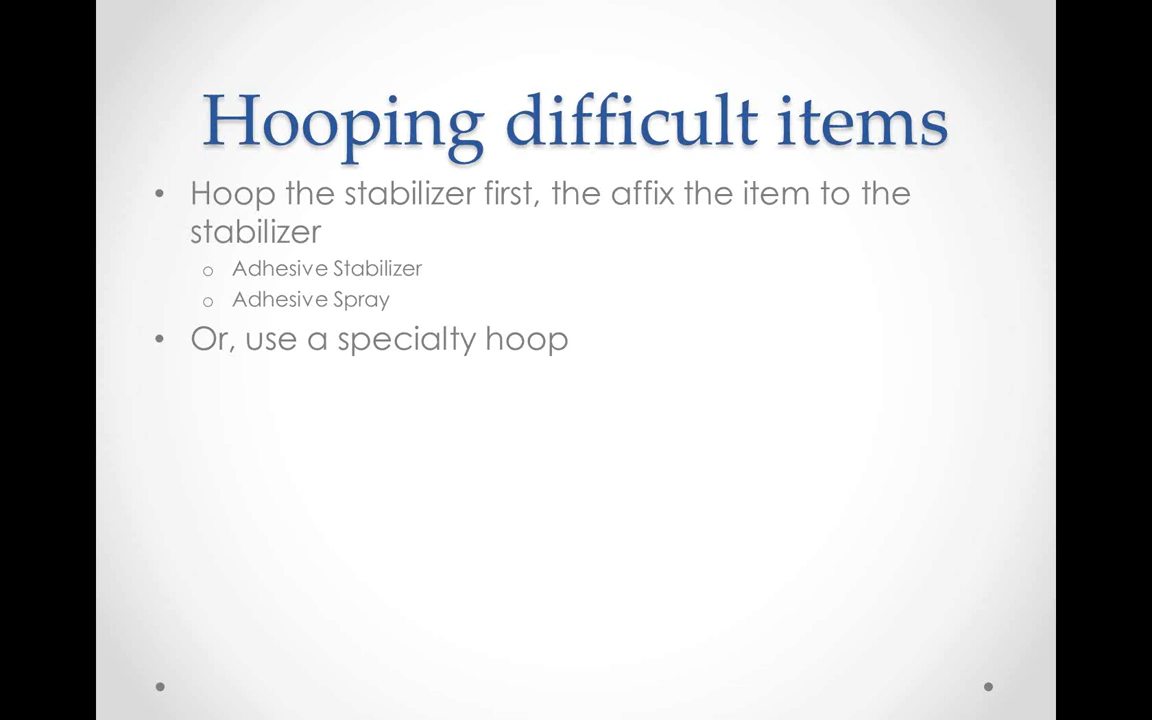 Hooping difficult items
• Hoop the stabilizer first, the affix the item to the
stabilizer
o Adhesive Stabilizer
o Adhesive Spray
• Or, use a specialty hoop